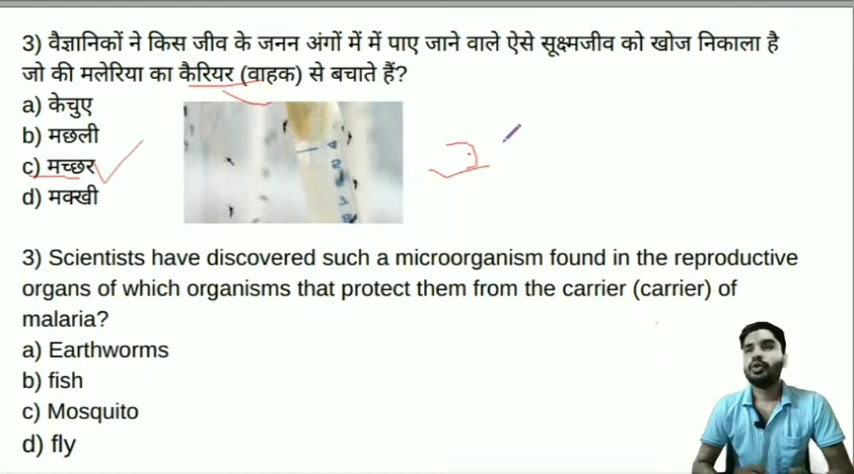 3) वैज्ञानिकों ने किस जीव के जनन अंगों में में पाए जाने वाले ऐसे सूक्ष्मजीव को खोज निकाला है
जो की मलेरिया का कैरियर (वाहक) से बचाते हैं?
a) केचुए
b) मछली
c) मच्छर
d) मक्खी
3) Scientists have discovered such a microorganism found in the reproductive
organs of which organisms that protect them from the carrier (carrier) of
malaria?
a) Earthworms
b) fish
c) Mosquito
d) fly